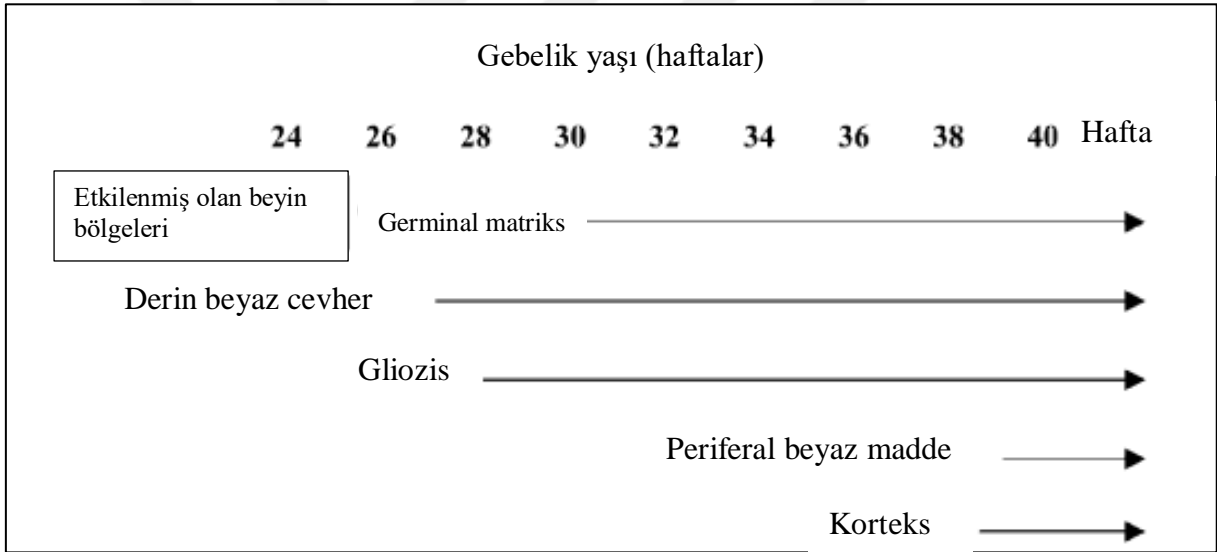 Gebelik yaşı (haftalar)
24 26 28 30 32 34 36 38 40 Hafta
Etkilenmiş olan beyin
bölgeleri
Germinal matriks
Derin beyaz cevher
Gliozis
Periferal beyaz madde
Korteks